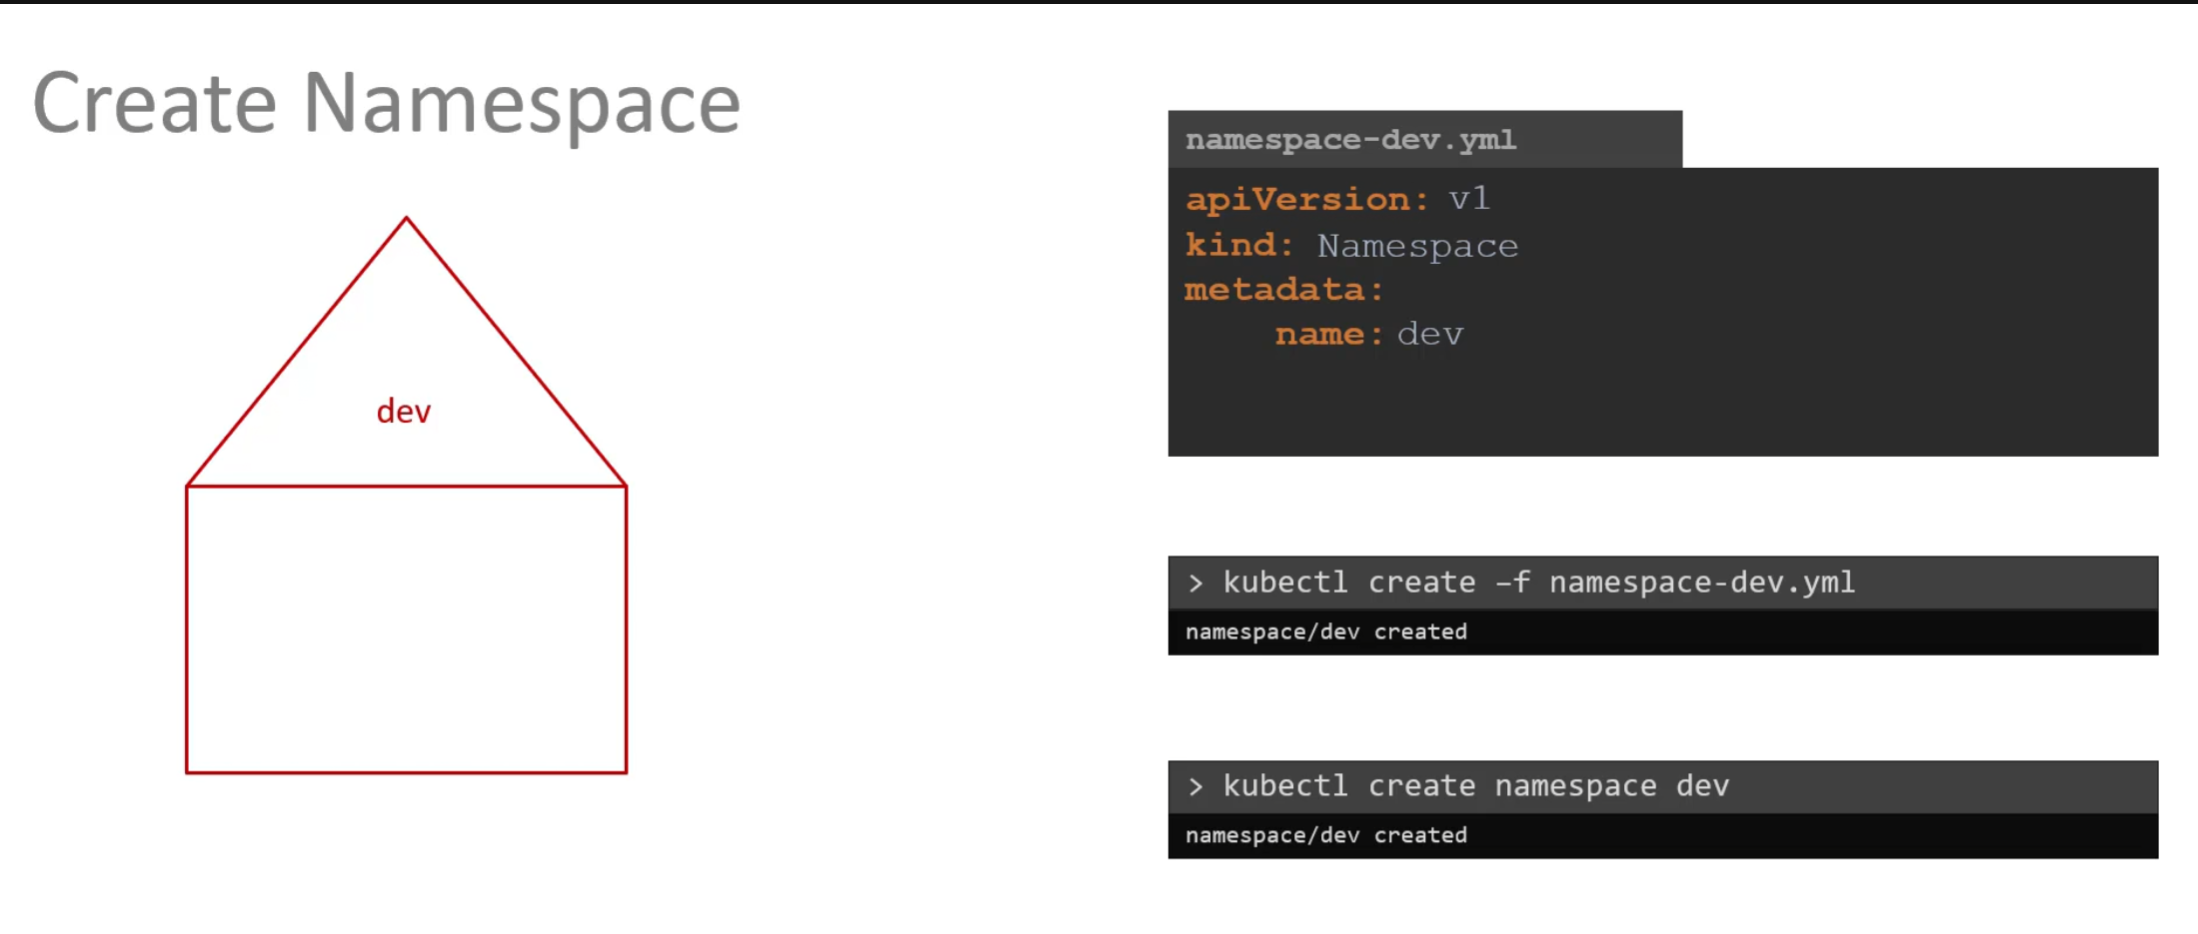 Create Namespace
dev
namespace-dev.yml
apiVersion: v1
kind: Namespace
metadata:
    name: dev
> kubectl create –f namespace-dev.yml
namespace/dev created
> kubectl create namespace dev
namespace/dev created